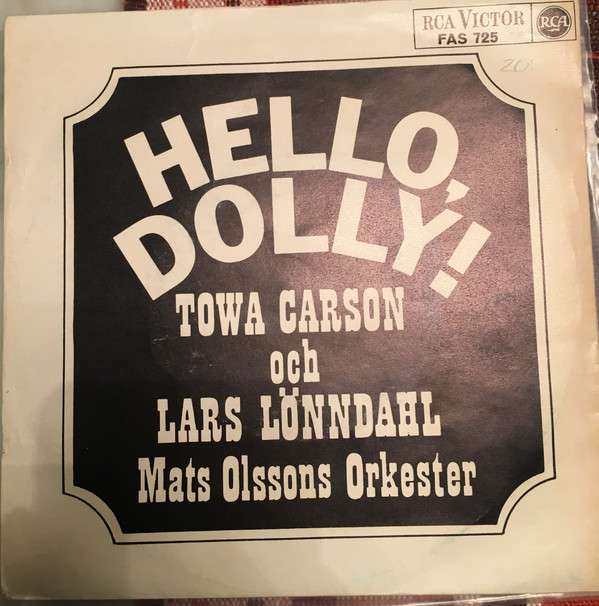 RCA VICTOR
FAS 725
RCA
HELLO,
DOLLY!
TOWA CARSON
och
LARS LÖNNDAHL
Mats Olssons Orkester